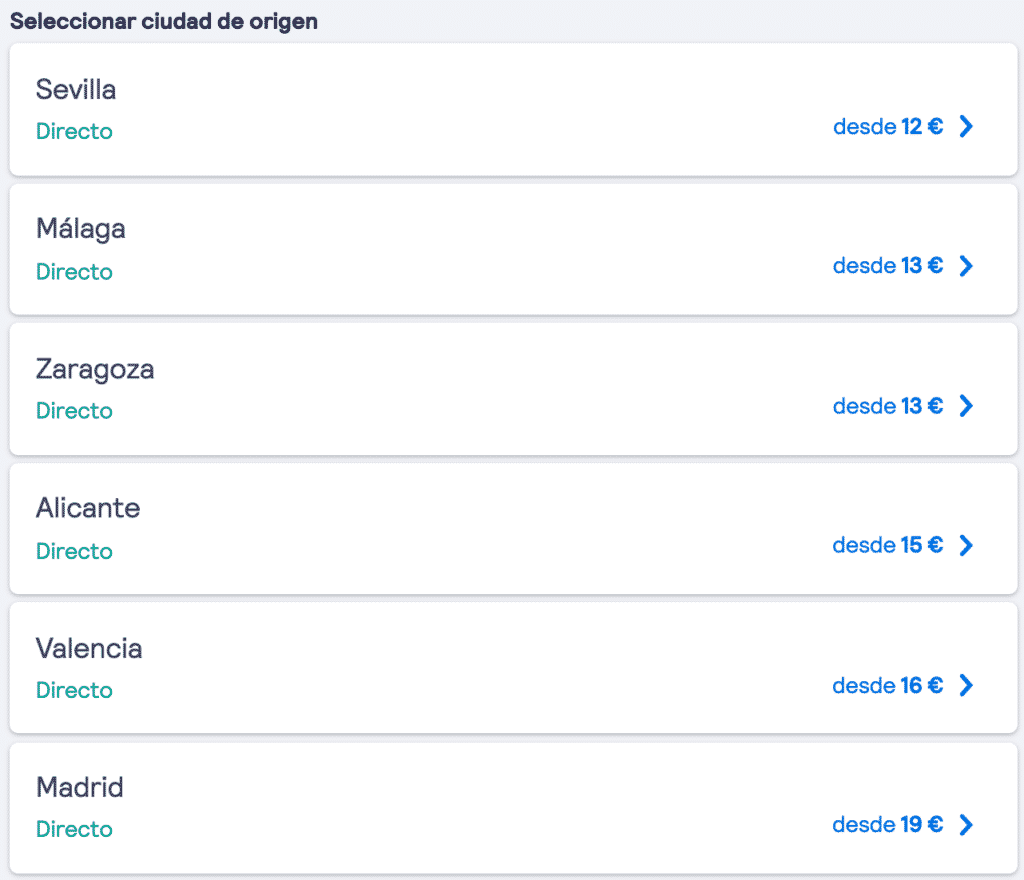 Seleccionar ciudad de origen
Sevilla
Directo
desde 12 €
Málaga
Directo
desde 13 €
Zaragoza
Directo
desde 13 €
Alicante
Directo
desde 15 €
Valencia
Directo
desde 16 €
Madrid
Directo
desde 19 €